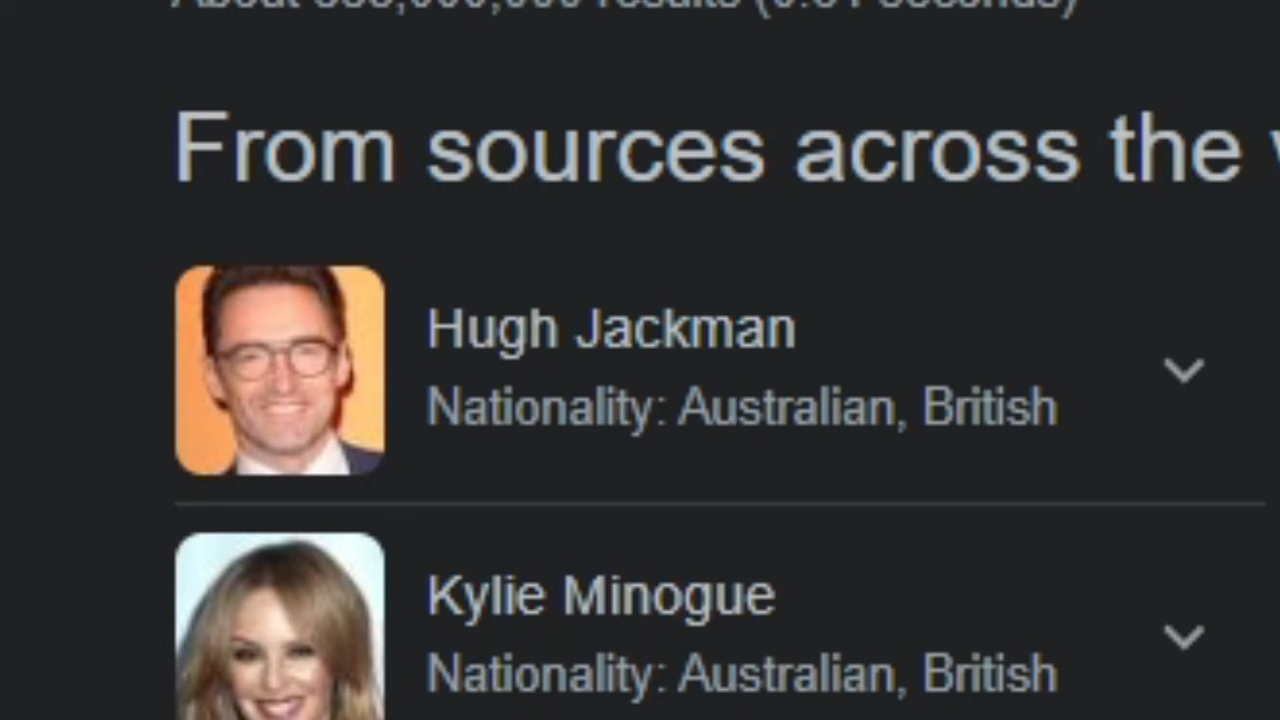 From sources across the
Hugh Jackman
Nationality: Australian, British
Kylie Minogue
Nationality: Australian, British